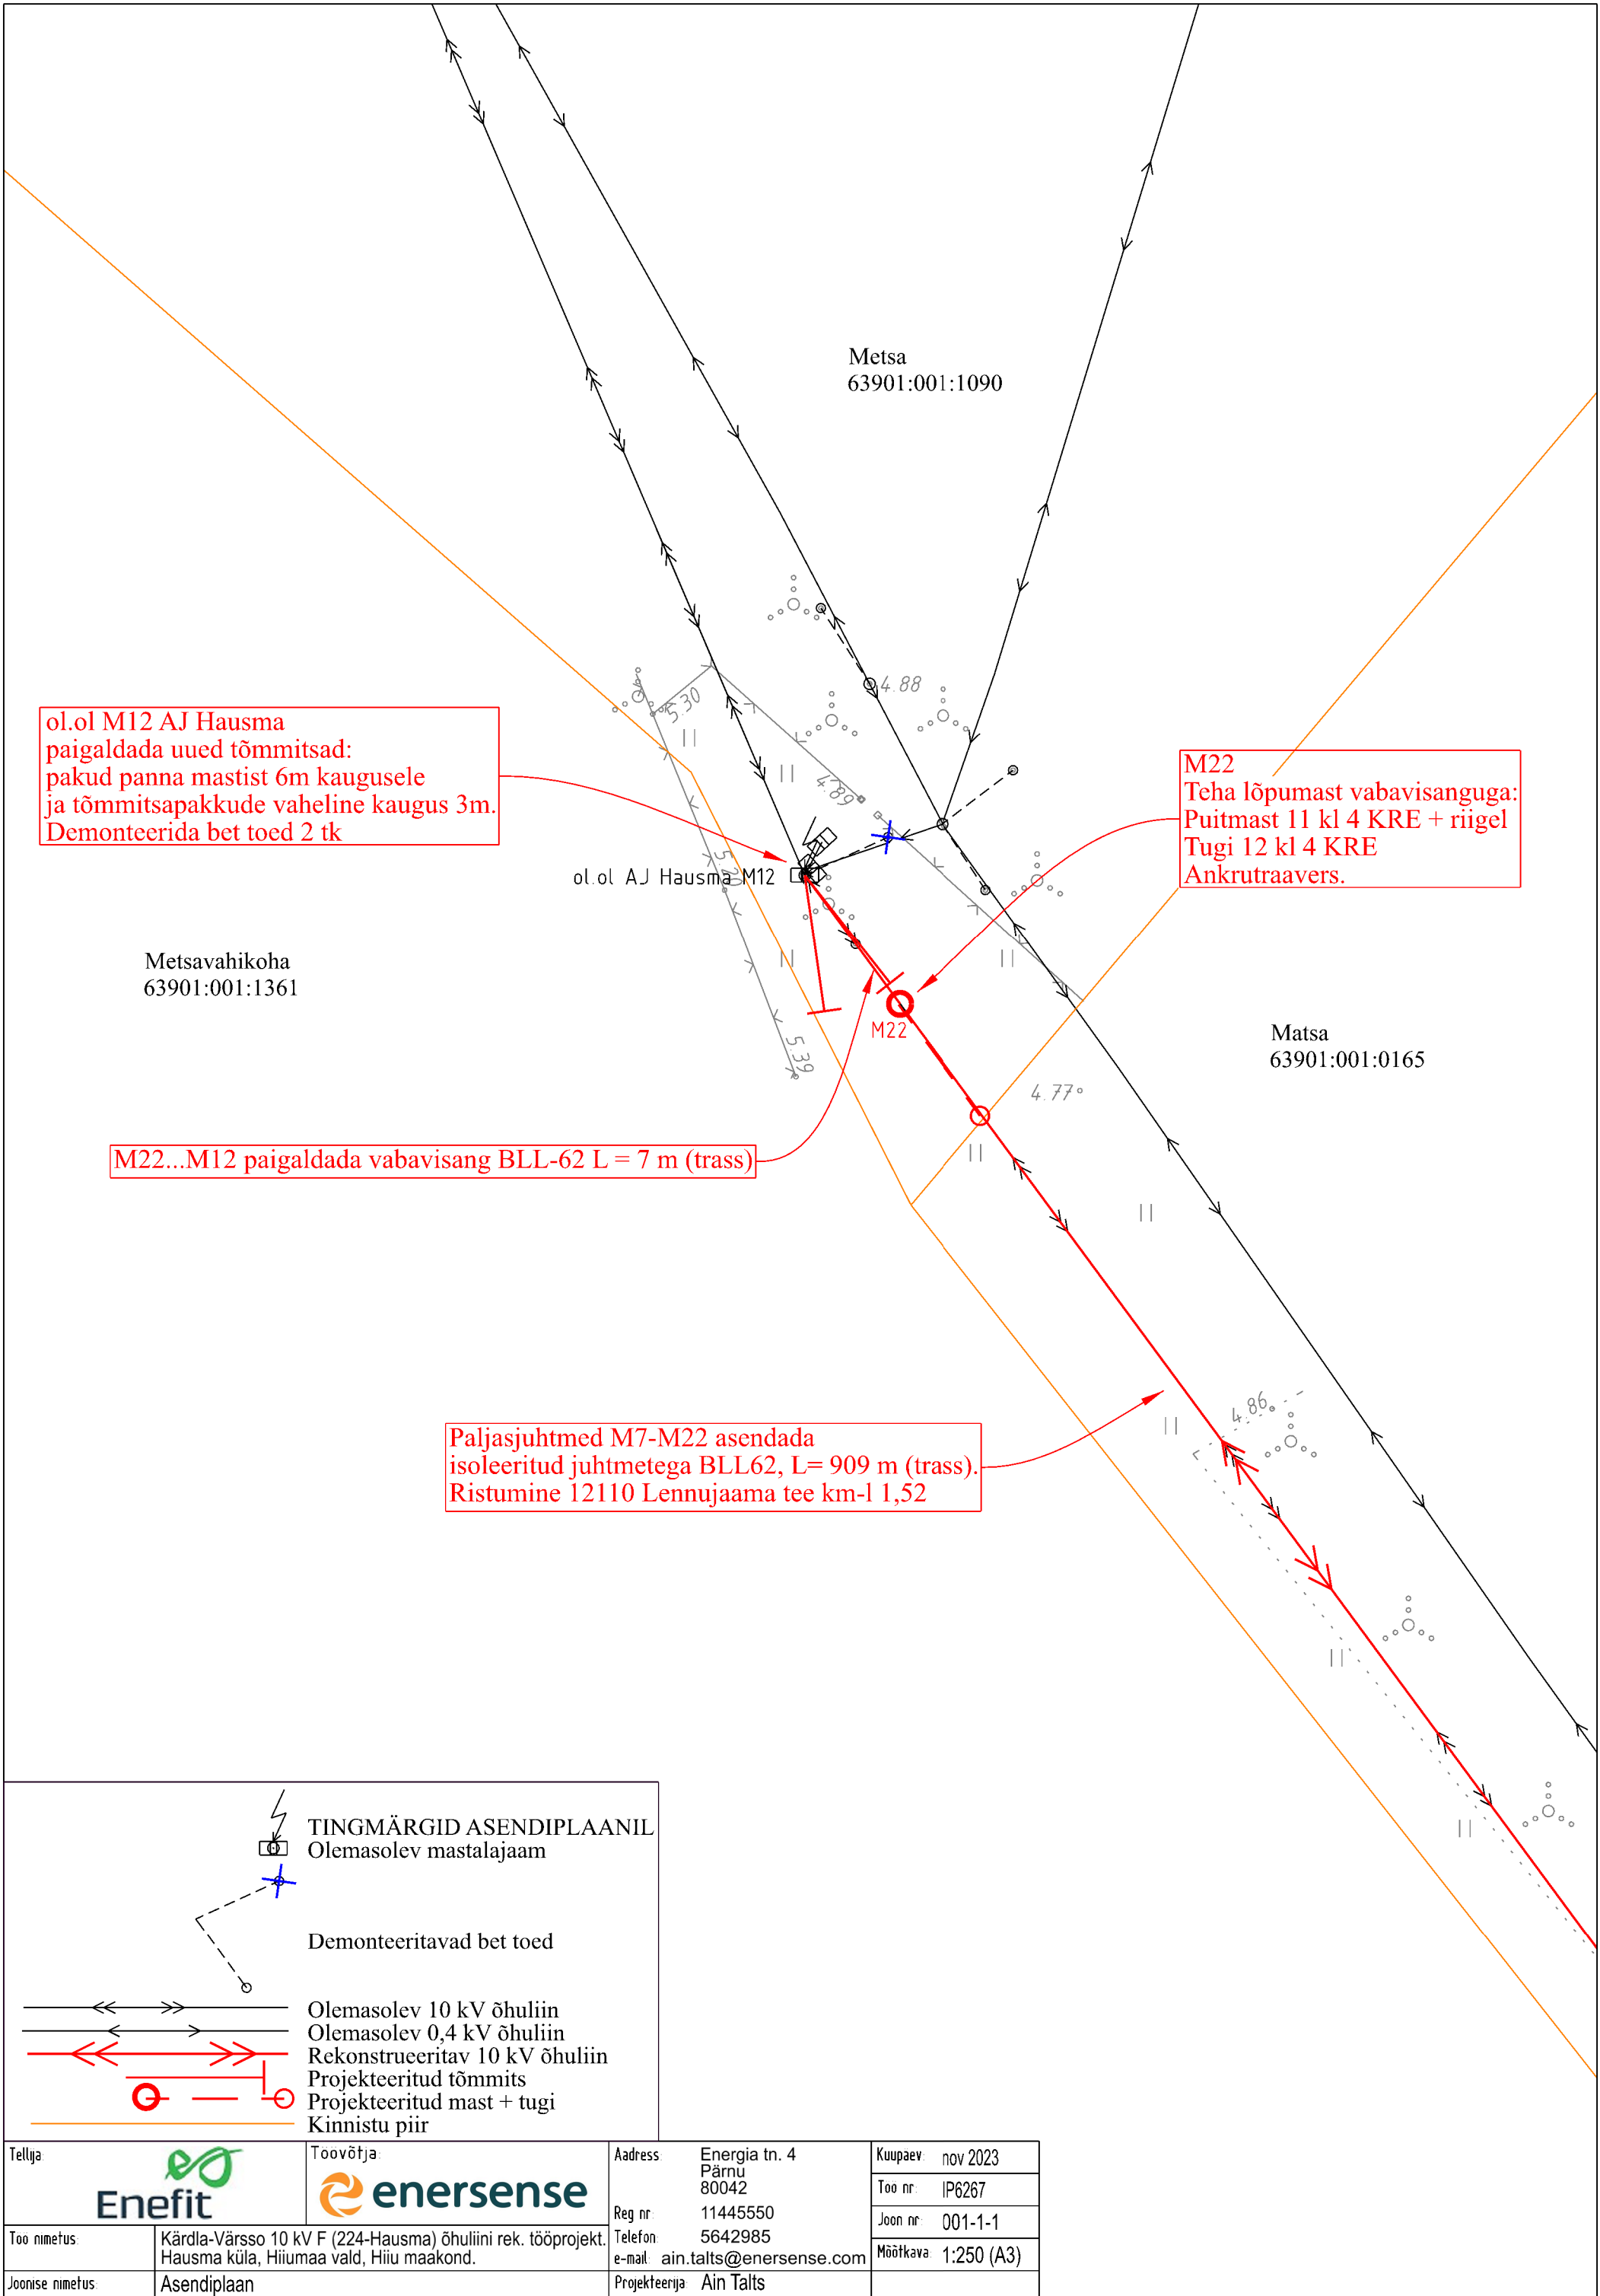 Metsa
63901:001:1090
4.88
5.30
ol.ol M12 AJ Hausma
paigaldada uued tõmmitsad:
pakud panna mastist 6m kaugusele
ja tõmmitsapakkude vaheline kaugus 3m.
Demonteerida bet toed 2 tk
M22
Teha lõpumast vabavisanguga:
Puitmast 11 kl 4 KRE + riigel
Tugi 12 kl 4 KRE
Ankrutraavers.
4.89
5.20
ol.ol AJ Hausma M12
Metsavahikoha
63901:001:1361
M22
Matsa
63901:001:0165
5.39
4.77
M22...M12 paigaldada vabavisang BLL-62 L = 7 m (trass)
4.86
Paljasjuhtmed M7-M22 asendada
isoleeritud juhtmetega BLL62, L= 909 m (trass).
Ristumine 12110 Lennujaama tee km-l 1,52
TINGMÄRGID ASENDIPLAANIL
Olemasolev mastalajaam
Demonteeritavad bet toed
Olemasolev 10 kV õhuliin
Olemasolev 0,4 kV õhuliin
Rekonstrueeritav 10 kV õhuliin
Projekteeritud tõmmits
Projekteeritud mast + tugi
Kinnistu piir
Tellija:
Enefit
Töövõtja:
enersense
Aadress: Energia tn. 4
Pärnu
80042
Reg nr: 11445550
Telefon: 5642985
e-mail: ain.talts@enersense.com
Projekteerija: Ain Talts
Kuupäev: nov 2023
Töö nr: IP6267
Joon nr: 001-1-1
Mõõtkava: 1:250 (A3)
Töö nimetus: Kärdla-Värsso 10 kV F (224-Hausma) õhuliini rek. tööprojekt.
Hausma küla, Hiiumaa vald, Hiiu maakond.
Joonise nimetus: Asendiplaan